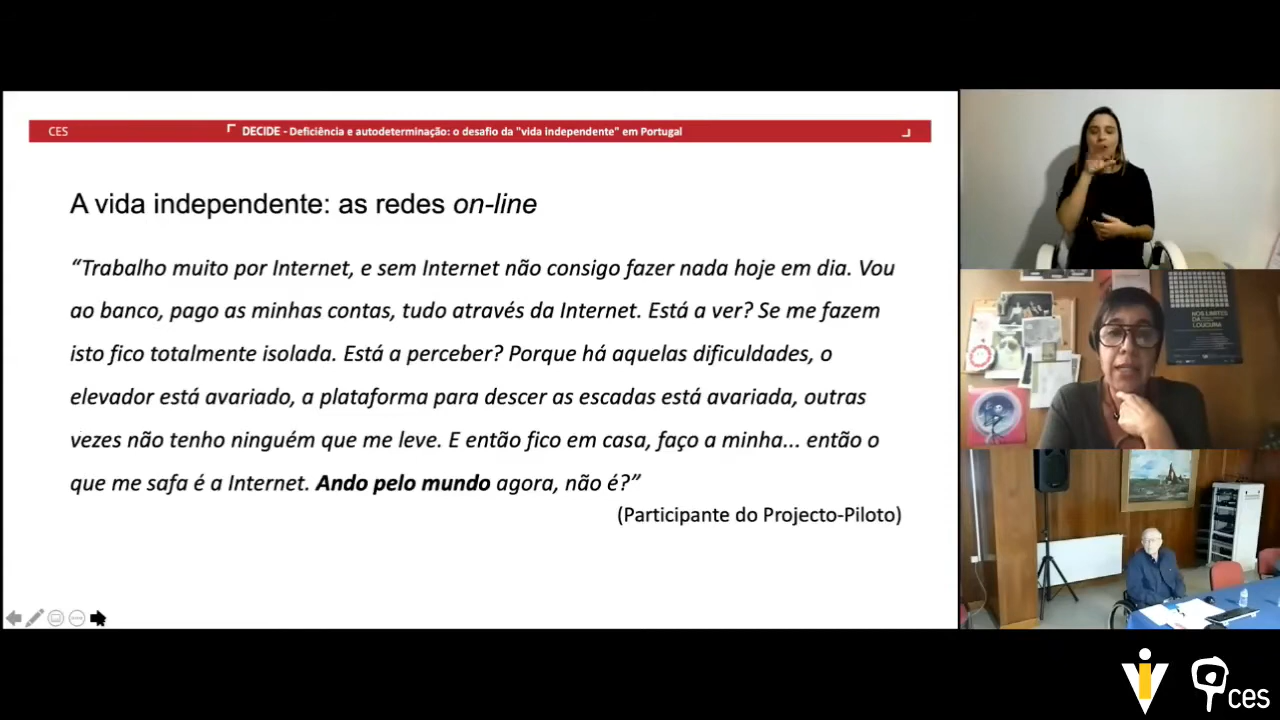 CES
DECIDE - Deficiência e autodeterminação: o desafio da "vida independente" em Portugal
A vida independente: as redes on-line
“Trabalho muito por Internet, e sem Internet não consigo fazer nada hoje em dia. Vou
ao banco, pago as minhas contas, tudo através da Internet. Está a ver? Se me fazem
isto fico totalmente isolada. Está a perceber? Porque há aquelas dificuldades, o
elevador está avariado, a plataforma para descer as escadas está avariada, outras
vezes não tenho ninguém que me leve. E então fico em casa, faço a minha... então o
que me safa é a Internet. Ando pelo mundo agora, não é?”
(Participante do Projecto-Piloto)
NOS LIMITES
DA
LOUCURA
ces